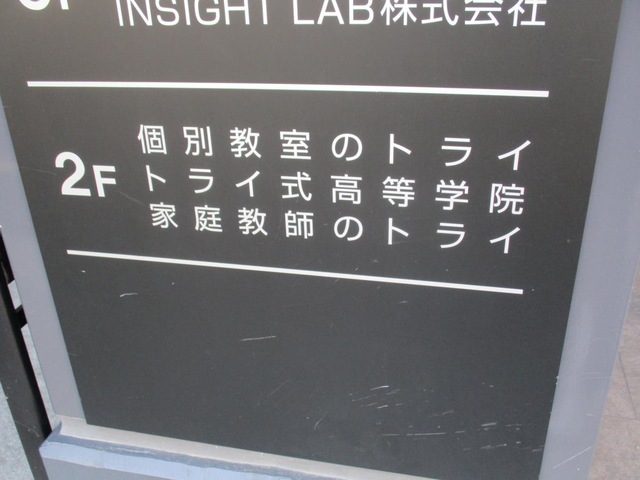 INSIGHT LAB株式会社
2F
個別教室のトライ
トライ式高等学院
家庭教師のトライ